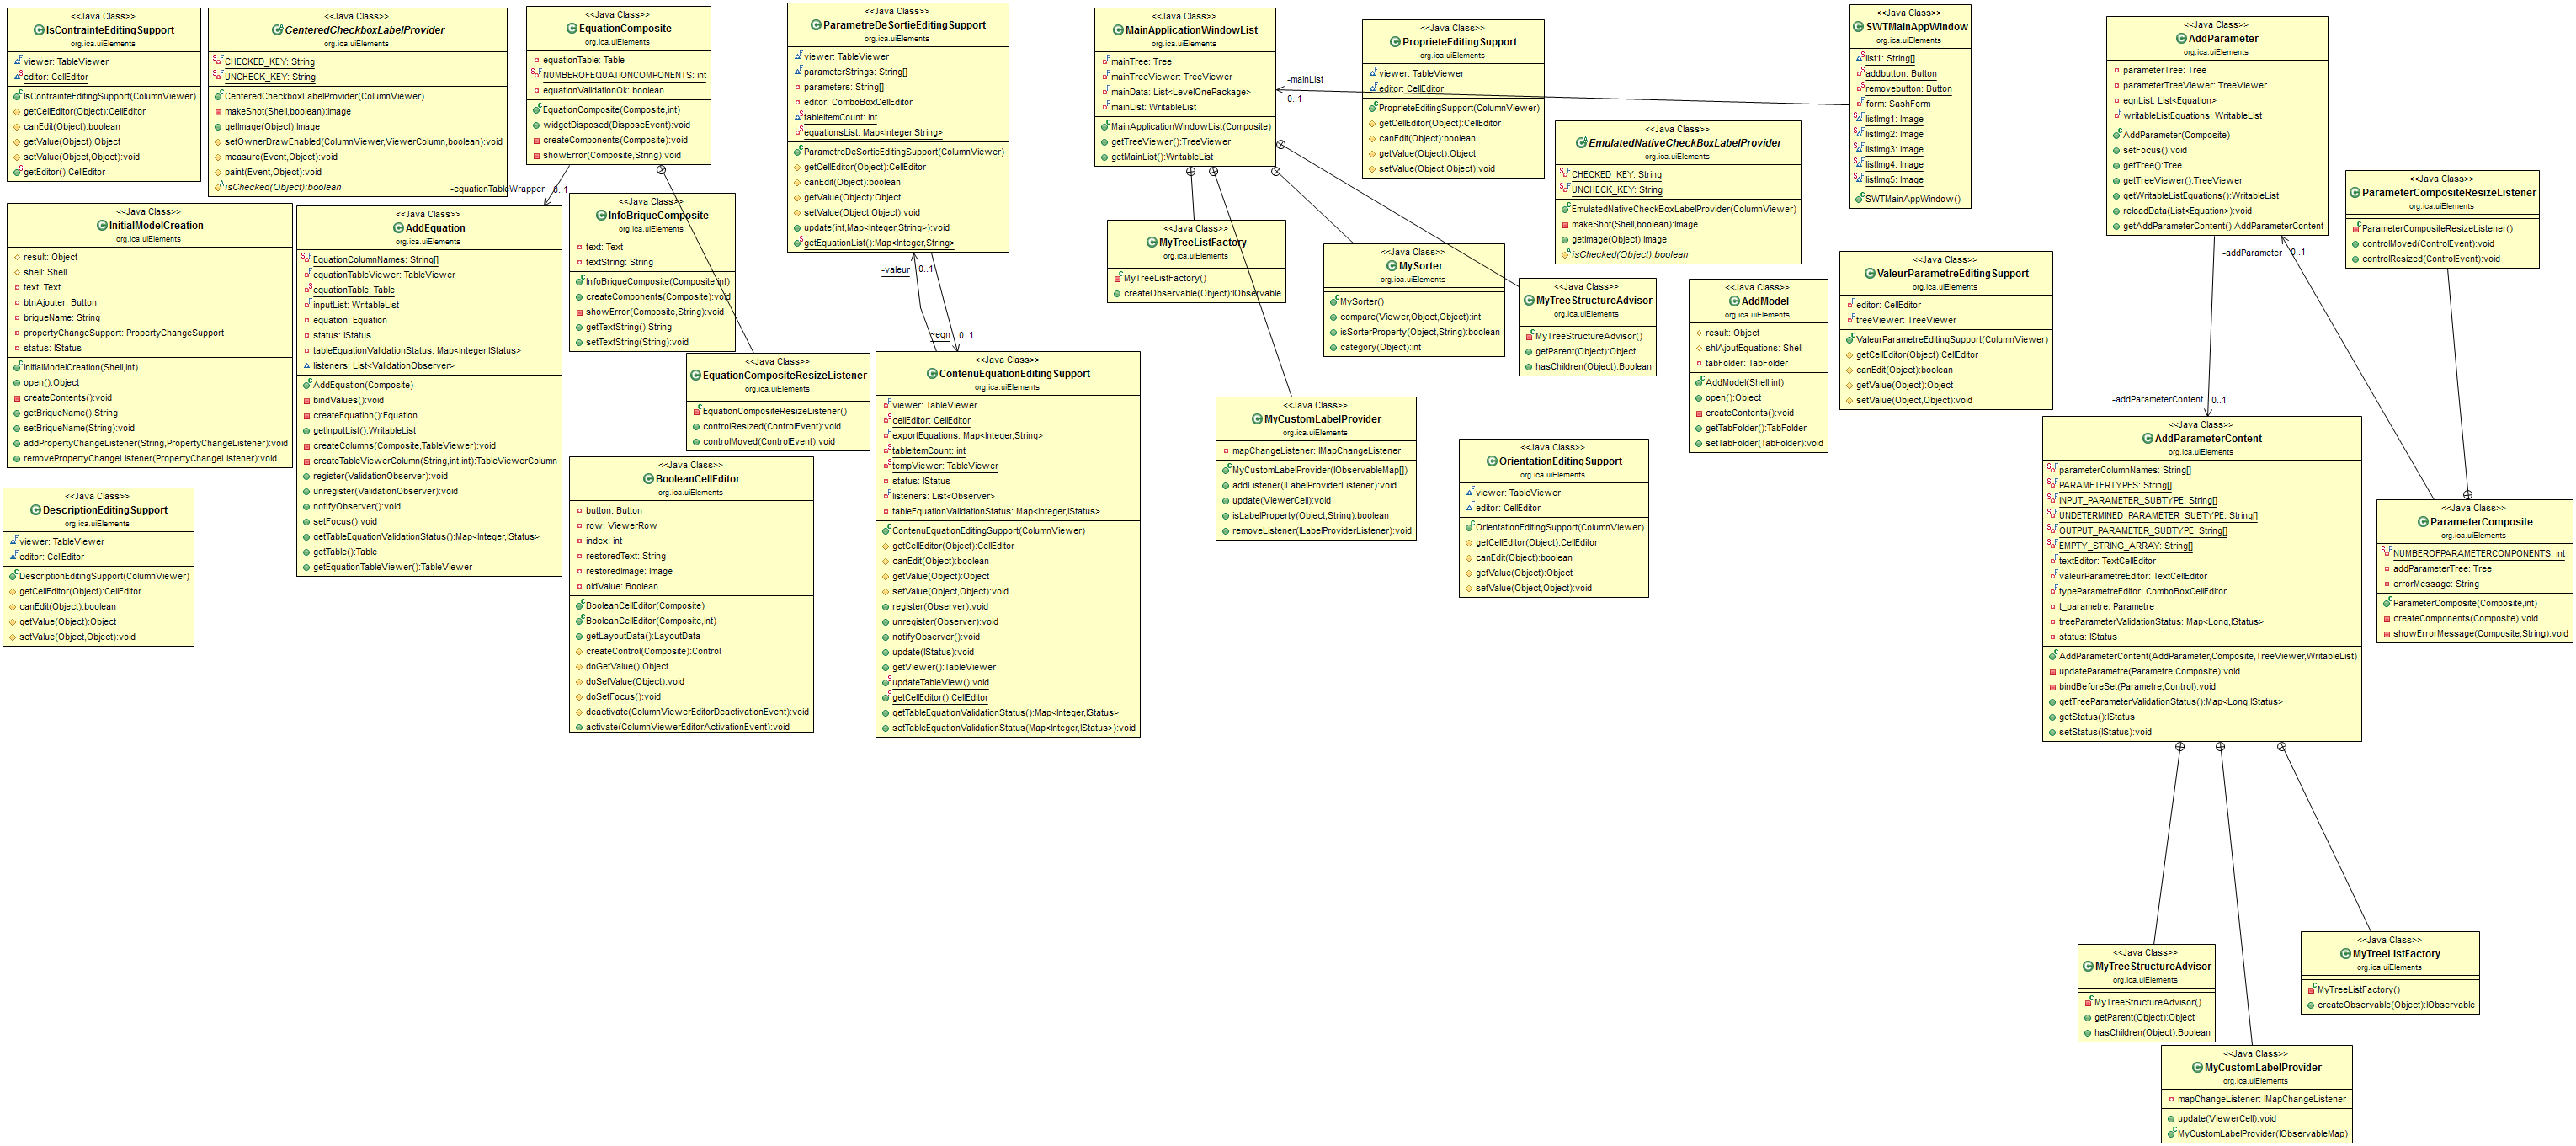 <<Java Class>>
IsContrainteEditingSupport
org.ica.uiElements
viewer: TableViewer
editor: CellEditor
IsContrainteEditingSupport(ColumnViewer)
getCellEditor(Object):CellEditor
canEdit(Object):boolean
getValue(Object):Object
setValue(Object,Object):void
getEditor():CellEditor
<<Java Class>>
CenteredCheckboxLabelProvider
org.ica.uiElements
CHECKED_KEY: String
UNCHECK_KEY: String
CenteredCheckboxLabelProvider(ColumnViewer)
makeShot(Shell,boolean):Image
getImage(Object):Image
setOwnerDrawEnabled(ColumnViewer,ViewerColumn,boolean):void
measure(Event,Object):void
paint(Event,Object):void
isChecked(Object):boolean
<<Java Class>>
EquationComposite
org.ica.uiElements
equationTable: Table
NUMBEROFEQUATIONCOMPONENTS: int
equationValidationOk: boolean
EquationComposite(Composite,int)
widgetDisposed(DisposeEvent):void
createComponents(Composite):void
showError(Composite,String):void
<<Java Class>>
ParametreDeSortieEditingSupport
org.ica.uiElements
viewer: TableViewer
parameterStrings: String[]
parameters: String[]
editor: ComboBoxCellEditor
tableItemCount: int
equationsList: Map<Integer,String>
ParametreDeSortieEditingSupport(ColumnViewer)
getCellEditor(Object):CellEditor
canEdit(Object):boolean
getValue(Object):Object
setValue(Object,Object):void
update(int,Map<Integer,String>):void
getEquationList():Map<Integer,String>
<<Java Class>>
MainApplicationWindowList
org.ica.uiElements
mainTree: Tree
mainTreeViewer: TreeViewer
mainData: List<LevelOnePackage>
mainList: WritableList
MainApplicationWindowList(Composite)
getTreeViewer():TreeViewer
getMainList():WritableList
-mainList
0..1
<<Java Class>>
ProprieteEditingSupport
org.ica.uiElements
viewer: TableViewer
editor: CellEditor
ProprieteEditingSupport(ColumnViewer)
getCellEditor(Object):CellEditor
canEdit(Object):boolean
getValue(Object):Object
setValue(Object,Object):void
<<Java Class>>
EmulatedNativeCheckBoxLabelProvider
org.ica.uiElements
CHECKED_KEY: String
UNCHECK_KEY: String
EmulatedNativeCheckBoxLabelProvider(ColumnViewer)
makeShot(Shell,boolean):Image
getImage(Object):Image
isChecked(Object):boolean
<<Java Class>>
SWTMainAppWindow
org.ica.uiElements
list1: String[]
addbutton: Button
removebutton: Button
form: SashForm
listImg1: Image
listImg2: Image
listImg3: Image
listImg4: Image
listImg5: Image
SWTMainAppWindow()
<<Java Class>>
AddParameter
org.ica.uiElements
parameterTree: Tree
parameterTreeViewer: TreeViewer
eqnList: List<Equation>
writableListEquations: WritableList
AddParameter(Composite)
setFocus():void
getTree():Tree
getTreeViewer():TreeViewer
getWritableListEquations():WritableList
reloadData(List<Equation>):void
getAddParameterContent():AddParameterContent
<<Java Class>>
ParameterCompositeResizeListener
org.ica.uiElements
ParameterCompositeResizeListener()
controlMoved(ControlEvent):void
controlResized(ControlEvent):void
-equationTableWrapper
0..1
-addParameter
0..1
<<Java Class>>
InitialModelCreation
org.ica.uiElements
result: Object
shell: Shell
text: Text
btnAjouter: Button
briqueName: String
propertyChangeSupport: PropertyChangeSupport
status: IStatus
InitialModelCreation(Shell,int)
open():Object
createContents():void
getBriqueName():String
setBriqueName(String):void
addPropertyChangeListener(String,PropertyChangeListener):void
removePropertyChangeListener(PropertyChangeListener):void
<<Java Class>>
AddEquation
org.ica.uiElements
EquationColumnNames: String[]
equationTableViewer: TableViewer
equationTable: Table
inputList: WritableList
equation: Equation
status: IStatus
tableEquationValidationStatus: Map<Integer,IStatus>
listeners: List<ValidationObserver>
AddEquation(Composite)
bindValues():void
createEquation():Equation
getInputList():WritableList
createColumns(Composite,TableViewer):void
createTableViewerColumn(String,int,int):TableViewerColumn
register(ValidationObserver):void
unregister(ValidationObserver):void
notifyObserver():void
setFocus():void
getTableEquationValidationStatus():Map<Integer,IStatus>
getTable():Table
getEquationTableViewer():TableViewer
<<Java Class>>
InfoBriqueComposite
org.ica.uiElements
text: Text
textString: String
InfoBriqueComposite(Composite,int)
createComponents(Composite):void
showError(Composite,String):void
getTextString():String
setTextString(String):void
-valeur
0..1
~eqn
0..1
<<Java Class>>
MyTreeListFactory
org.ica.uiElements
MyTreeListFactory()
createObservable(Object):IObservable
<<Java Class>>
MySorter
org.ica.uiElements
MySorter()
compare(Viewer,Object,Object):int
isSorterProperty(Object,String):boolean
category(Object):int
<<Java Class>>
MyTreeStructureAdvisor
org.ica.uiElements
MyTreeStructureAdvisor()
getParent(Object):Object
hasChildren(Object):Boolean
<<Java Class>>
AddModel
org.ica.uiElements
result: Object
shlAjoutEquations: Shell
tabFolder: TabFolder
AddModel(Shell,int)
open():Object
createContents():void
getTabFolder():TabFolder
setTabFolder(TabFolder):void
<<Java Class>>
ValeurParametreEditingSupport
org.ica.uiElements
editor: CellEditor
treeViewer: TreeViewer
ValeurParametreEditingSupport(ColumnViewer)
getCellEditor(Object):CellEditor
canEdit(Object):boolean
getValue(Object):Object
setValue(Object,Object):void
<<Java Class>>
EquationCompositeResizeListener
org.ica.uiElements
EquationCompositeResizeListener()
controlResized(ControlEvent):void
controlMoved(ControlEvent):void
<<Java Class>>
ContenuEquationEditingSupport
org.ica.uiElements
viewer: TableViewer
cellEditor: CellEditor
exportEquations: Map<Integer,String>
tableItemCount: int
tempViewer: TableViewer
status: IStatus
listeners: List<Observer>
tableEquationValidationStatus: Map<Integer,IStatus>
ContenuEquationEditingSupport(ColumnViewer)
getCellEditor(Object):CellEditor
canEdit(Object):boolean
getValue(Object):Object
setValue(Object,Object):void
register(Observer):void
unregister(Observer):void
notifyObserver():void
update(IStatus):void
getViewer():TableViewer
updateTableView():void
getCellEditor():CellEditor
getTableEquationValidationStatus():Map<Integer,IStatus>
setTableEquationValidationStatus(Map<Integer,IStatus>):void
<<Java Class>>
MyCustomLabelProvider
org.ica.uiElements
mapChangeListener: IMapChangeListener
MyCustomLabelProvider(IObservableMap[])
addListener(ILabelProviderListener):void
update(ViewerCell):void
isLabelProperty(Object,String):boolean
removeListener(ILabelProviderListener):void
<<Java Class>>
OrientationEditingSupport
org.ica.uiElements
viewer: TableViewer
editor: CellEditor
OrientationEditingSupport(ColumnViewer)
getCellEditor(Object):CellEditor
canEdit(Object):boolean
getValue(Object):Object
setValue(Object,Object):void
-addParameterContent
0..1
<<Java Class>>
AddParameterContent
org.ica.uiElements
parameterColumnNames: String[]
PARAMETERTYPES: String[]
INPUT_PARAMETER_SUBTYPE: String[]
UNDETERMINED_PARAMETER_SUBTYPE: String[]
OUTPUT_PARAMETER_SUBTYPE: String[]
EMPTY_STRING_ARRAY: String[]
textEditor: TextCellEditor
valeurParametreEditor: TextCellEditor
typeParametreEditor: ComboBoxCellEditor
t_parametre: Parametre
treeParameterValidationStatus: Map<Long,IStatus>
status: IStatus
AddParameterContent(AddParameter,Composite,TreeViewer,WritableList)
updateParametre(Parametre,Composite):void
bindBeforeSet(Parametre,Control):void
getTreeParameterValidationStatus():Map<Long,IStatus>
getStatus():IStatus
setStatus(IStatus):void
<<Java Class>>
ParameterComposite
org.ica.uiElements
NUMBEROFPARAMETERCOMPONENTS: int
addParameterTree: Tree
errorMessage: String
ParameterComposite(Composite,int)
createComponents(Composite):void
showErrorMessage(Composite,String):void
<<Java Class>>
DescriptionEditingSupport
org.ica.uiElements
viewer: TableViewer
editor: CellEditor
DescriptionEditingSupport(ColumnViewer)
getCellEditor(Object):CellEditor
canEdit(Object):boolean
getValue(Object):Object
setValue(Object,Object):void
<<Java Class>>
BooleanCellEditor
org.ica.uiElements
button: Button
row: ViewerRow
index: int
restoredText: String
restoredImage: Image
oldValue: Boolean
BooleanCellEditor(Composite)
BooleanCellEditor(Composite,int)
getLayoutData():LayoutData
createControl(Composite):Control
doGetValue():Object
doSetValue(Object):void
doSetFocus():void
deactivate(ColumnViewerEditorDeactivationEvent):void
activate(ColumnViewerEditorActivationEvent):void
<<Java Class>>
MyTreeStructureAdvisor
org.ica.uiElements
MyTreeStructureAdvisor()
getParent(Object):Object
hasChildren(Object):Boolean
<<Java Class>>
MyTreeListFactory
org.ica.uiElements
MyTreeListFactory()
createObservable(Object):IObservable
<<Java Class>>
MyCustomLabelProvider
org.ica.uiElements
mapChangeListener: IMapChangeListener
update(ViewerCell):void
MyCustomLabelProvider(IObservableMap)